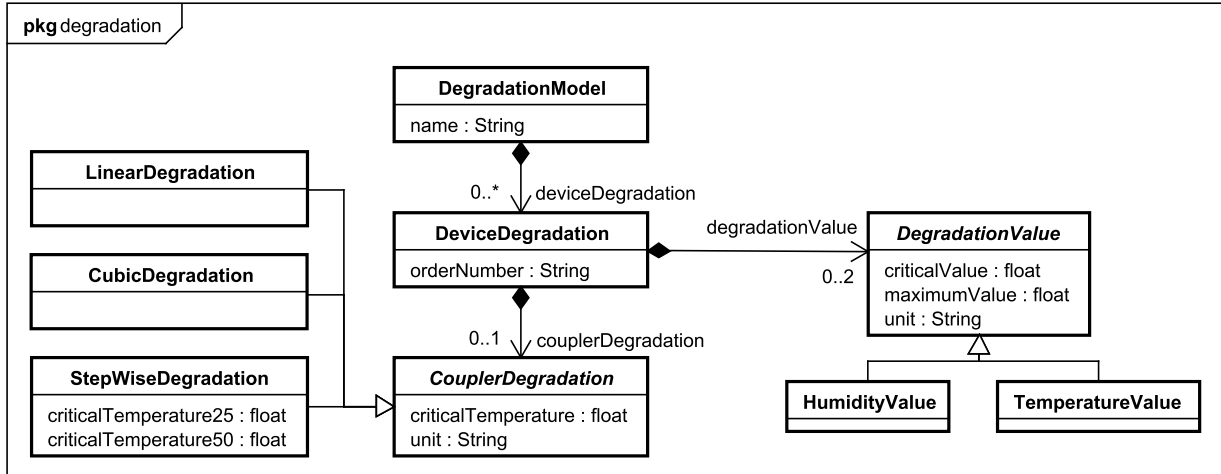 pkg degradation
DegradationModel
name : String
LinearDegradation
0..* deviceDegradation
DeviceDegradation
orderNumber : String
degradationValue
0..2
DegradationValue
criticalValue : float
maximumValue : float
unit : String
CubicDegradation
0..1 couplerDegradation
StepWiseDegradation
criticalTemperature25 : float
criticalTemperature50 : float
CouplerDegradation
criticalTemperature : float
unit : String
HumidityValue
TemperatureValue